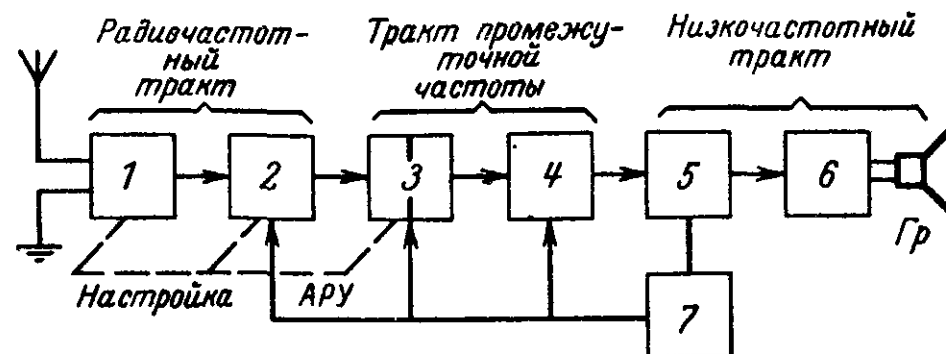 Радиочастот-
ный
тракт
Тракт промежу-
точной
частоты
Низкочастотный
тракт
1
2
3
4
5
6
Гр
Настройка
АРУ
7